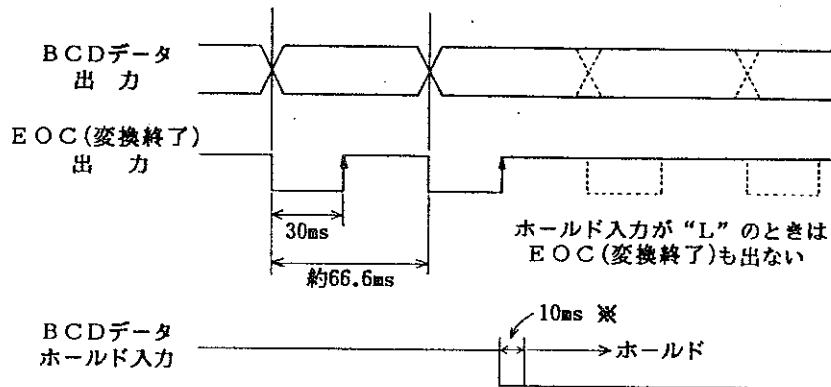 BCDデータ
出 力
EOC(変換終了)
出 力
30ms
約66.6ms
ホールド入力が“L”のときは
EOC(変換終了)も出ない
10ms ※
BCDデータ
ホールド入力
ホールド